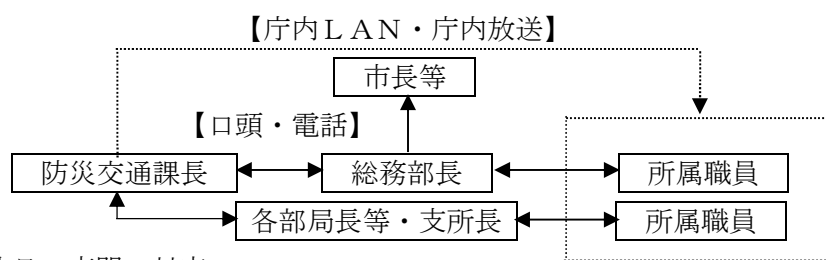 【庁内ＬＡＮ・庁内放送】
市長等
【口頭・電話】
防災交通課長
総務部長
所属職員
各部局長等・支所長
所属職員